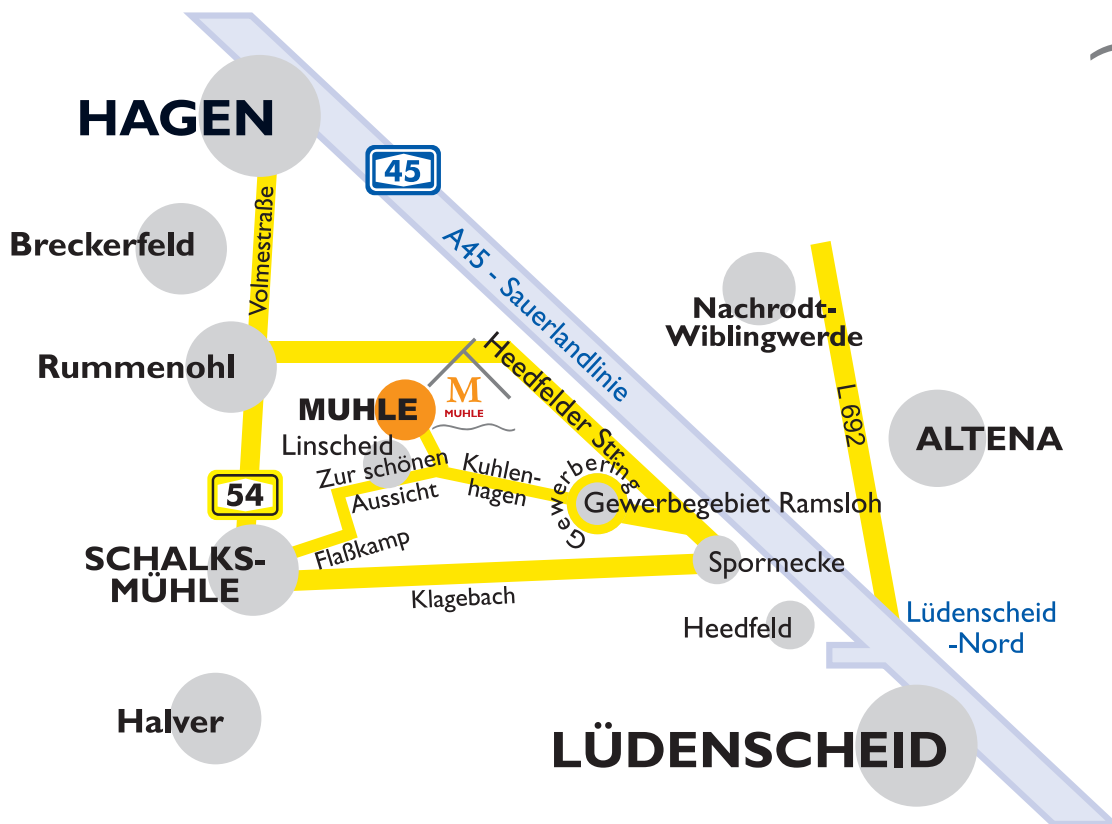 HAGEN
45
Breckerfeld
Volmestraße
A45 - Sauerlandlinie
Nachrodt-
Wiblingwerde
Rummenohl
Heedfelder Str.
M
MUHLE
MUHLE
L 692
ALTENA
Linscheid
Zur schönen
Aussicht
Kuhlen-
hagen
Gewerbering
Gewerbegebiet Ramsloh
54
Flaßkamp
SCHALKS-
MÜHLE
Spormecke
Klagebach
Heedfeld
Lüdenscheid
-Nord
Halver
LÜDENSCHEID